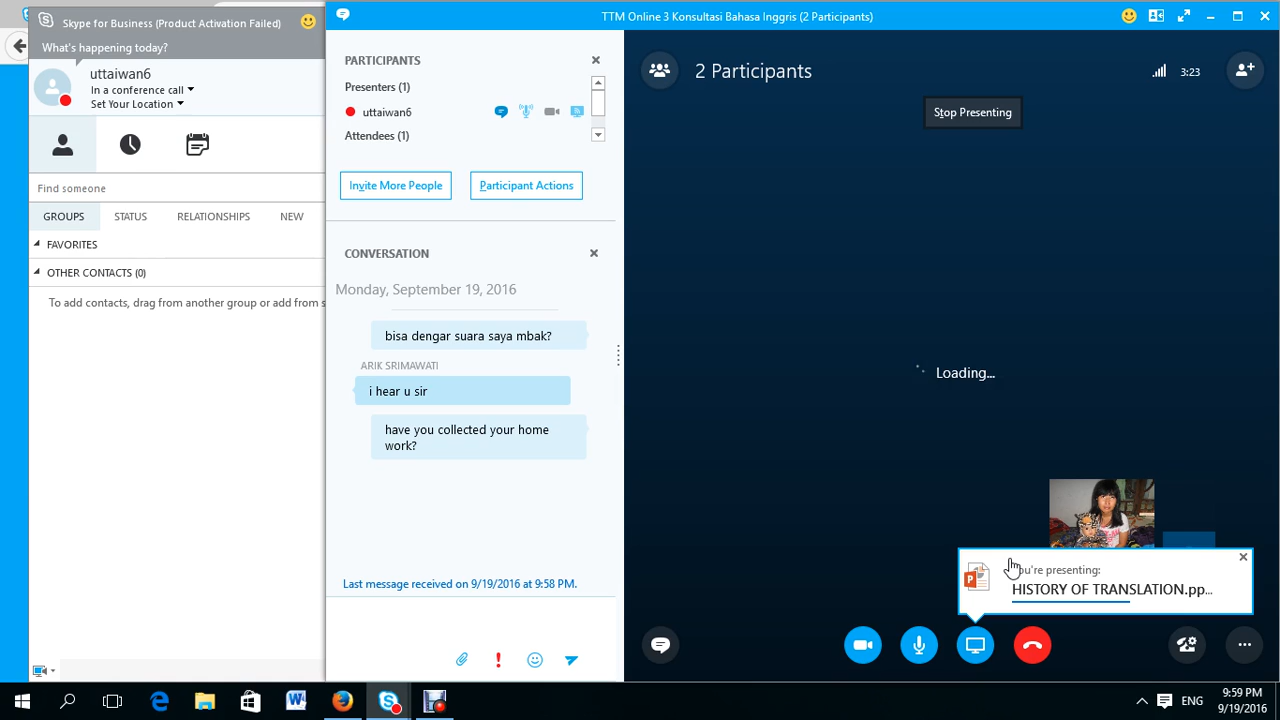 Skype for Business (Product Activation Failed)
What's happening today?
uttaiwan6
In a conference call
Set Your Location
Find someone
GROUPS STATUS RELATIONSHIPS NEW
FAVORITES
OTHER CONTACTS (0)
To add contacts, drag from another group or add from s
TTM Online 3 Konsultasi Bahasa Inggris (2 Participants)
PARTICIPANTS
Presenters (1)
uttaiwan6
Attendees (1)
Invite More People
Participant Actions
CONVERSATION
Monday, September 19, 2016
bisa dengar suara saya mbak?
ARIK SRIMAWATI
i hear u sir
have you collected your home
work?
Last message received on 9/19/2016 at 9:58 PM.
2 Participants
3:23
Stop Presenting
Loading...
You're presenting:
HISTORY OF TRANSLATION.pp...
ENG
9:59 PM
9/19/2016